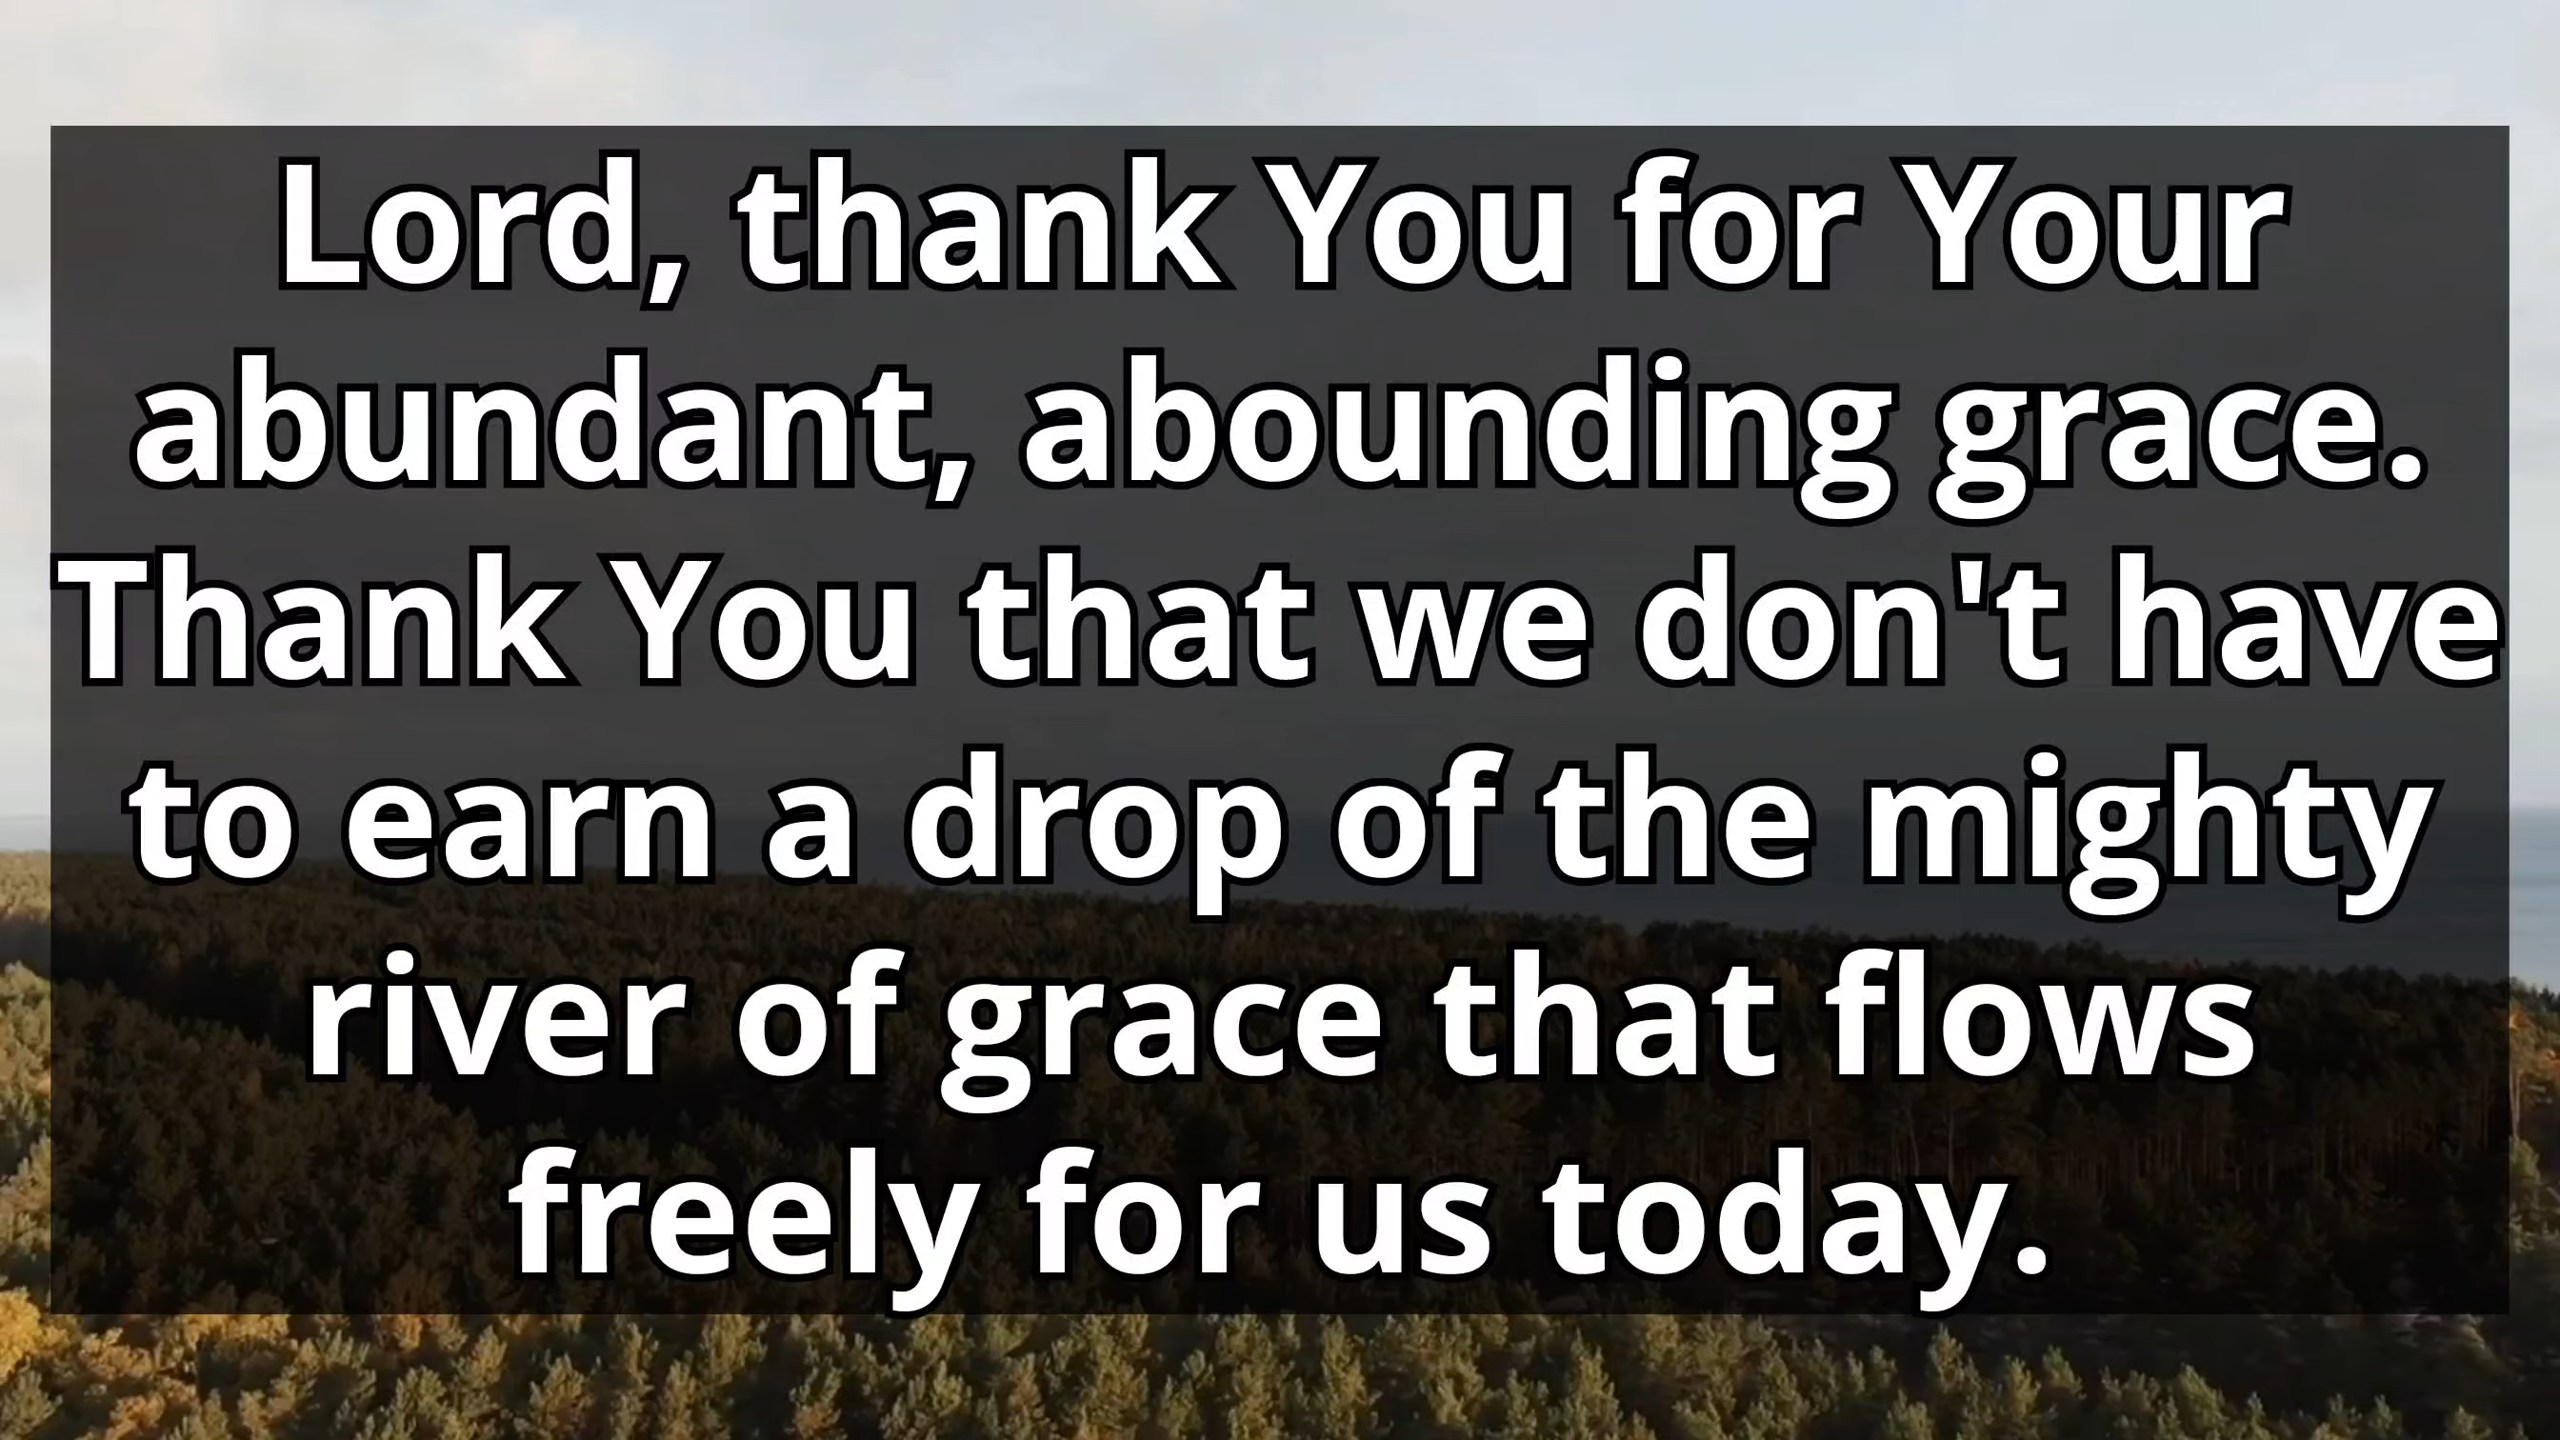 Lord, thank You for Your
abundant, abounding grace.
Thank You that we don't have
to earn a drop of the mighty
river of grace that flows
freely for us today.